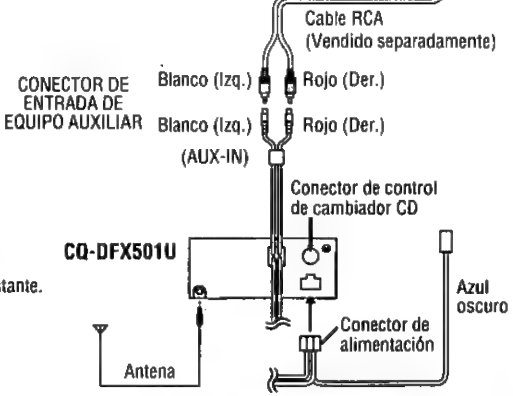 Cable RCA
(Vendido separadamente)
CONECTOR DE
ENTRADA DE
EQUIPO AUXILIAR
Blanco (Izq.)
Rojo (Der.)
Blanco (Izq.)
Rojo (Der.)
(AUX-IN)
Conector de control
de cambiador CD
CQ-DFX501U
Azul
oscuro
Conector de
alimentación
Antena